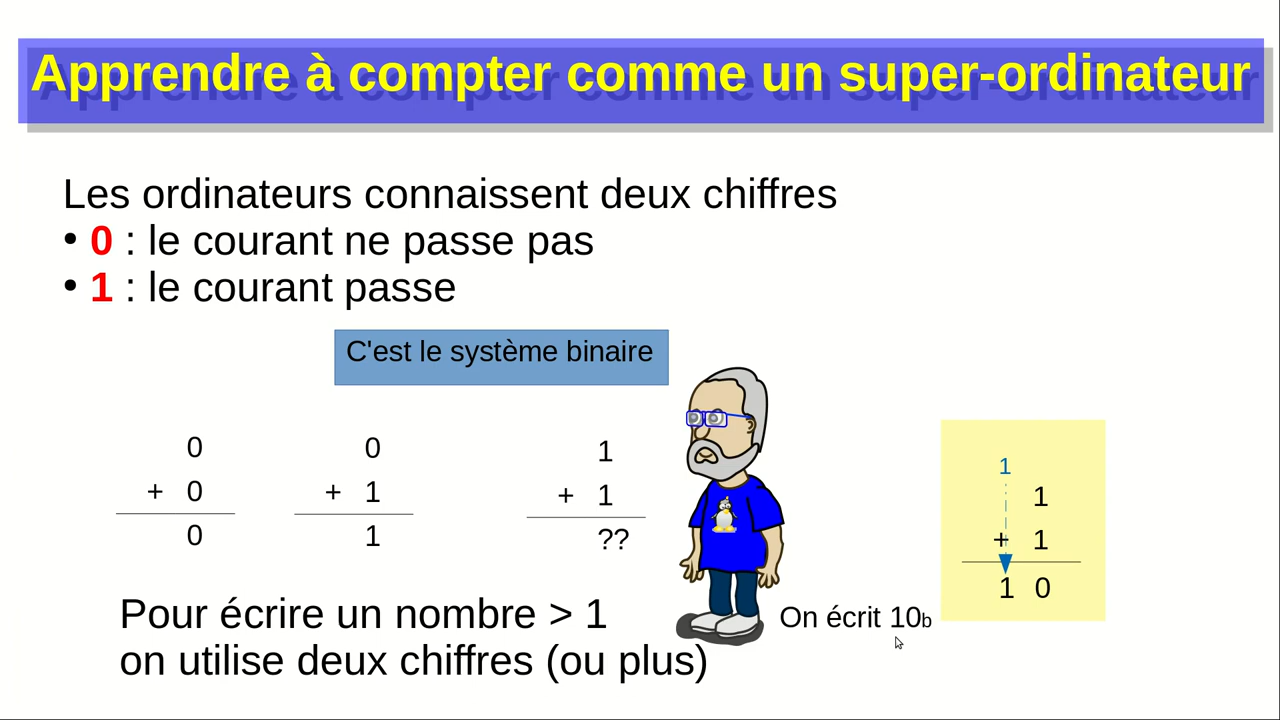 Apprendre à compter comme un super-ordinateur
Les ordinateurs connaissent deux chiffres
• 0 : le courant ne passe pas
• 1 : le courant passe
C'est le système binaire
0
+ 0
0
0
+ 1
1
1
+ 1
??
1
1
+ 1
1 0
Pour écrire un nombre > 1
on utilise deux chiffres (ou plus)
On écrit 10b